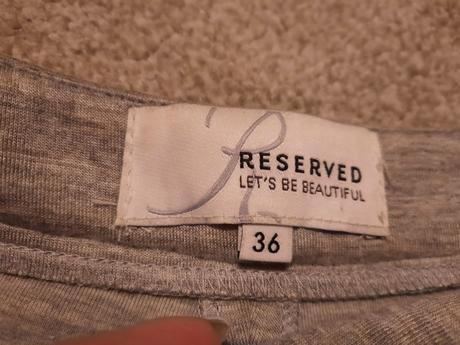 R
RESERVED
LET'S BE BEAUTIFUL
36